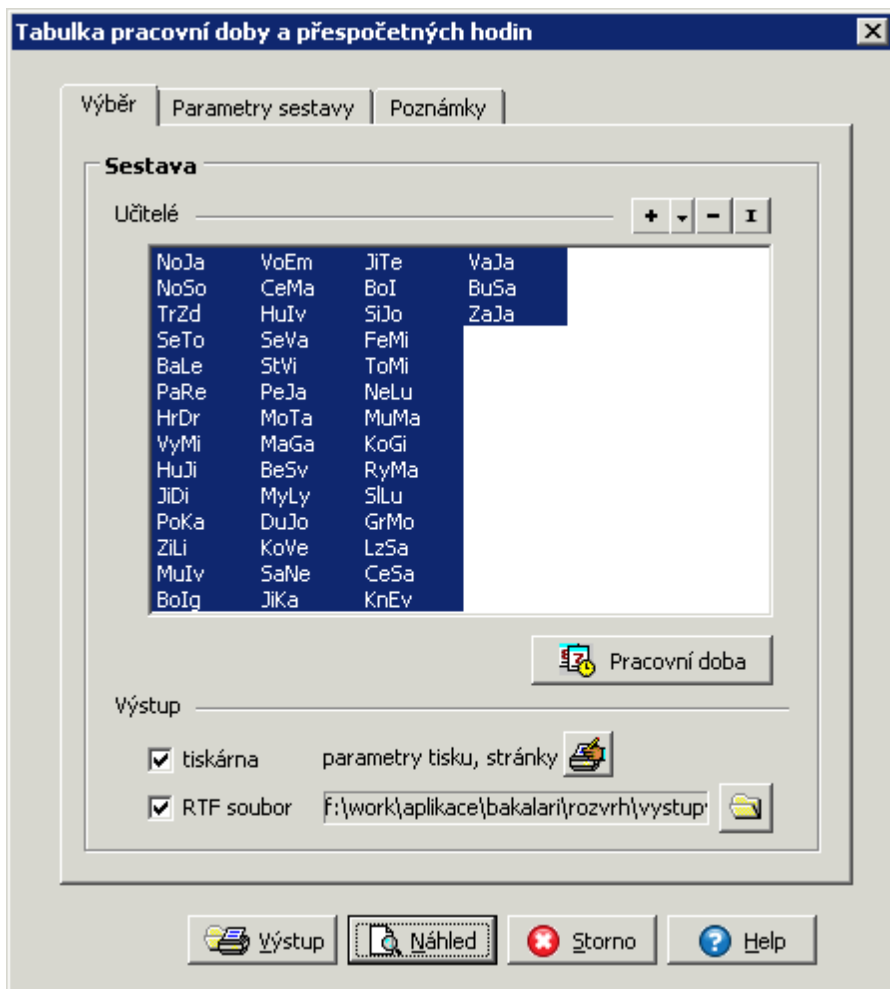 Tabulka pracovní doby a přespočetných hodin
Výběr Parametry sestavy Poznámky
Sestava
Učitelé
NoJa VoEm JiTe VaJa
NoSo CeMa BoI BuSa
TrZd HuIv SiJo ZaJa
SeTo SeVa FeMi
BaLe StVi ToMi
PaRe PeJa NeLu
HrDr MoTa MuMa
VyMi MaGa KoGi
HuJi BeSv RyMa
JiDi MyLy SlLu
PoKa DuJo GrMo
ZiLi KoVe LzSa
MuIv SaNe CeSa
BoIg JiKa KnEv
Pracovní doba
Výstup
tiskárna parametry tisku, stránky
RTF soubor f:\work\aplikace\bakalari\rozvrh\vystup
Výstup Náhled Storno Help